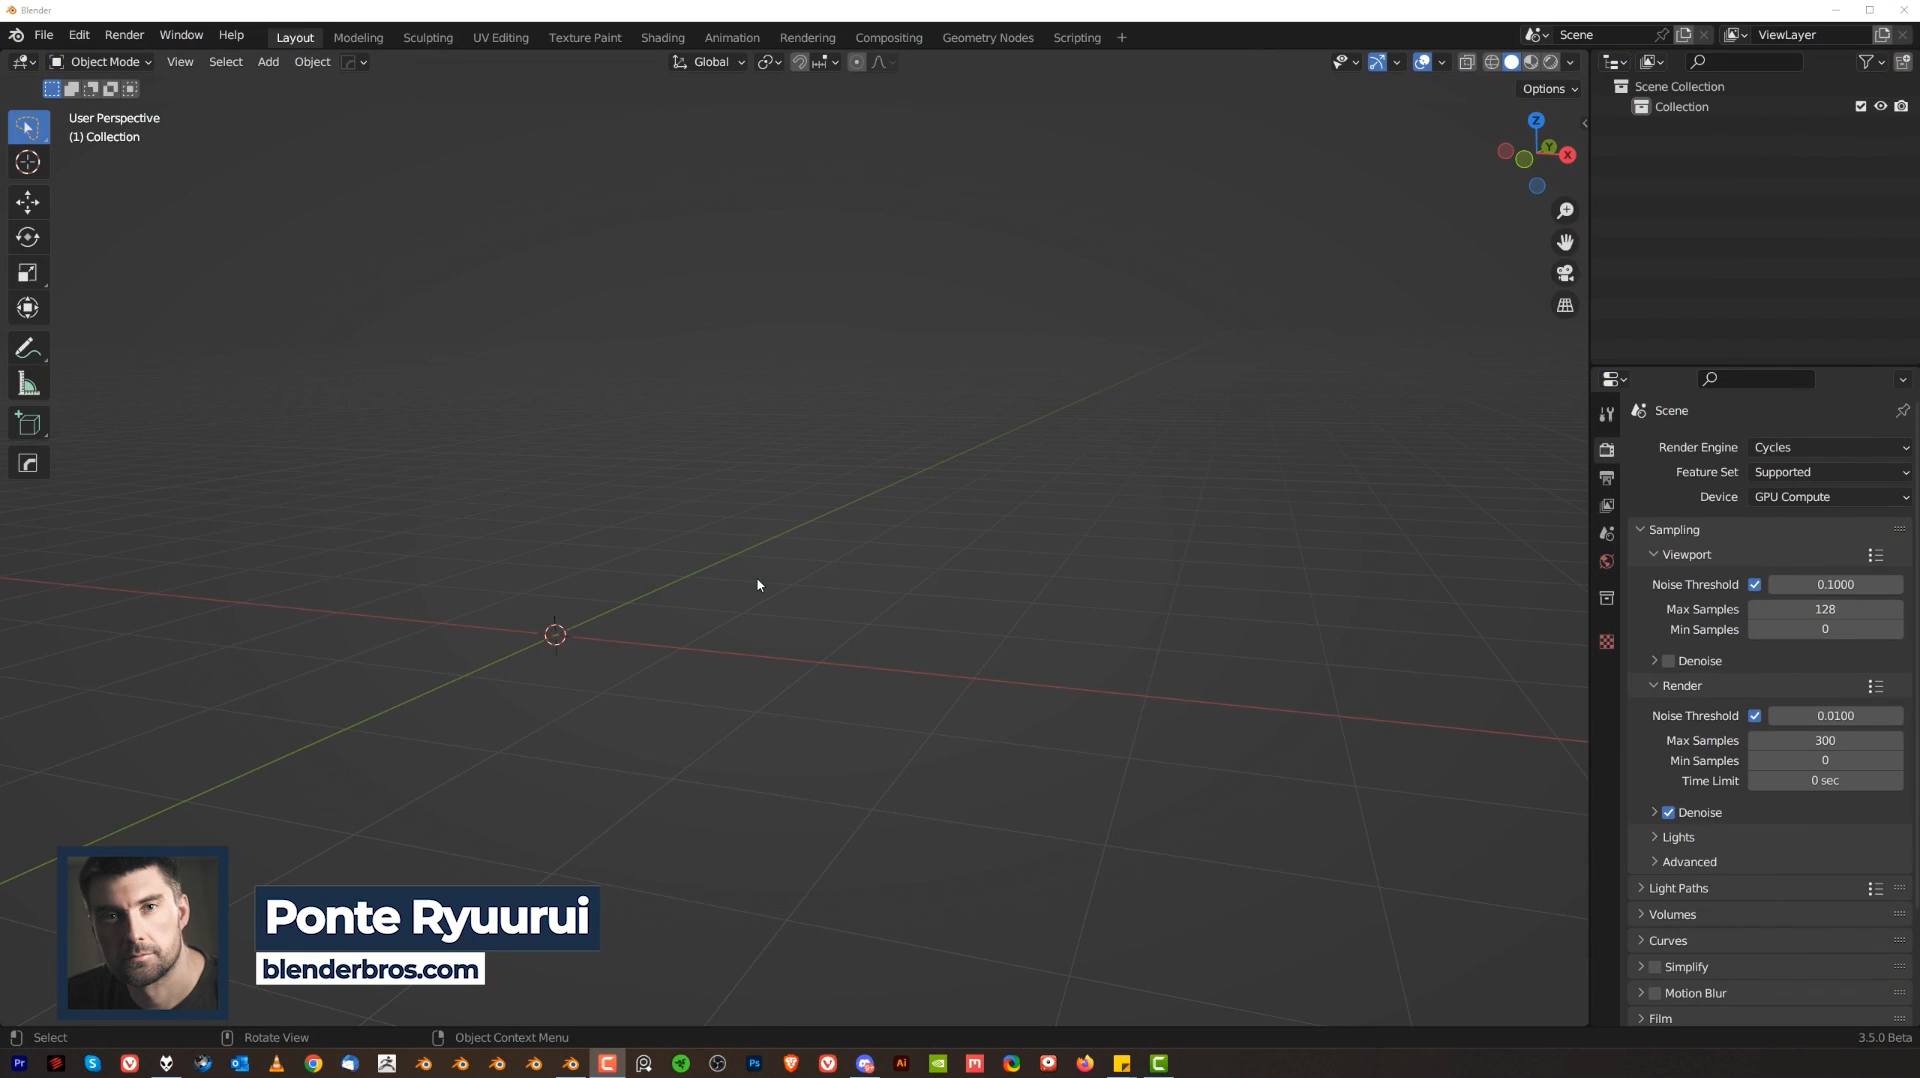 Blender
File Edit Render Window Help Layout Modeling Sculpting UV Editing Texture Paint Shading Animation Rendering Compositing Geometry Nodes Scripting + Scene ViewLayer
Object Mode View Select Add Object Global
Options
User Perspective
(1) Collection
Z
Y
X
Scene Collection
Collection
Scene
Render Engine Cycles
Feature Set Supported
Device GPU Compute
Sampling
Viewport
Noise Threshold 0.1000
Max Samples 128
Min Samples 0
Denoise
Render
Noise Threshold 0.0100
Max Samples 300
Min Samples 0
Time Limit 0 sec
Denoise
Lights
Advanced
Light Paths
Volumes
Curves
Simplify
Motion Blur
Film
Ponte Ryuurui
blenderbros.com
Select Rotate View Object Context Menu 3.5.0 Beta
Pr S Ps Ai M C